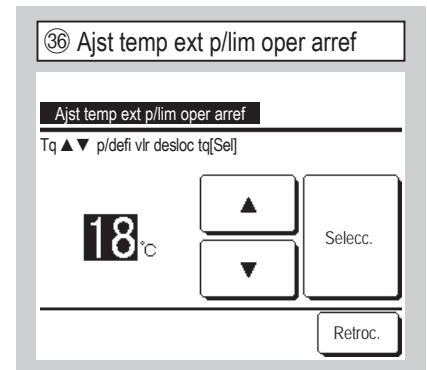 ㊱ Ajst temp ext p/lim oper arref
Ajst temp ext p/lim oper arref
Tq ▲▼ p/defi vlr desloc tq[Sel]
▲
18°C
Selecc.
▼
Retroc.